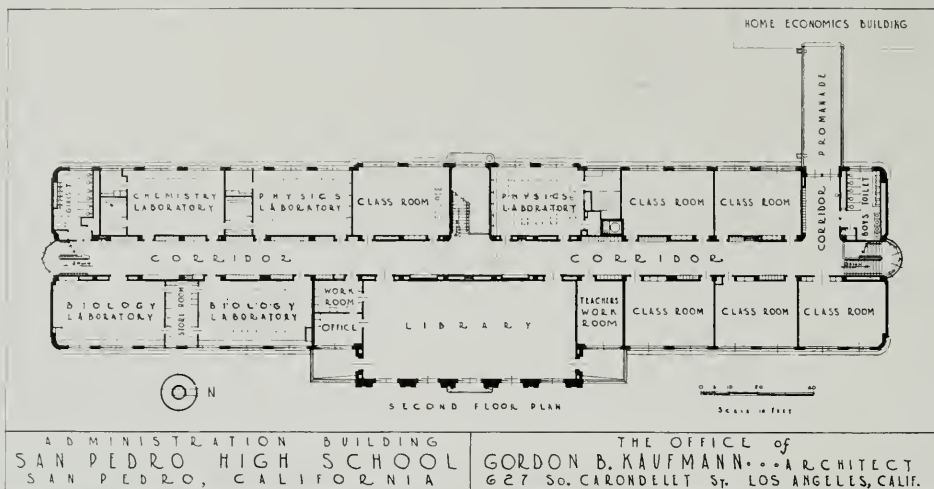 HOME ECONOMICS BUILDING
PROMANADE
GIRLS T.
CHEMISTRY
LABORATORY
PHYSICS
LABORATORY
CLASS ROOM
PHYSICS
LABORATORY
CLASS ROOM
CLASS ROOM
CORRIDOR
BOYS TOILET
CORRIDOR
CORRIDOR
BIOLOGY
LABORATORY
STORE ROOM
BIOLOGY
LABORATORY
WORK
ROOM
OFFICE
LIBRARY
TEACHERS
WORK
ROOM
CLASS ROOM
CLASS ROOM
CLASS ROOM
N
SECOND FLOOR PLAN
SCALE IN FEET
ADMINISTRATION BUILDING
SAN PEDRO HIGH SCHOOL
SAN PEDRO, CALIFORNIA
THE OFFICE of
GORDON B. KAUFMANN...ARCHITECT
627 So. CARONDELET ST. LOS ANGELES, CALIF.